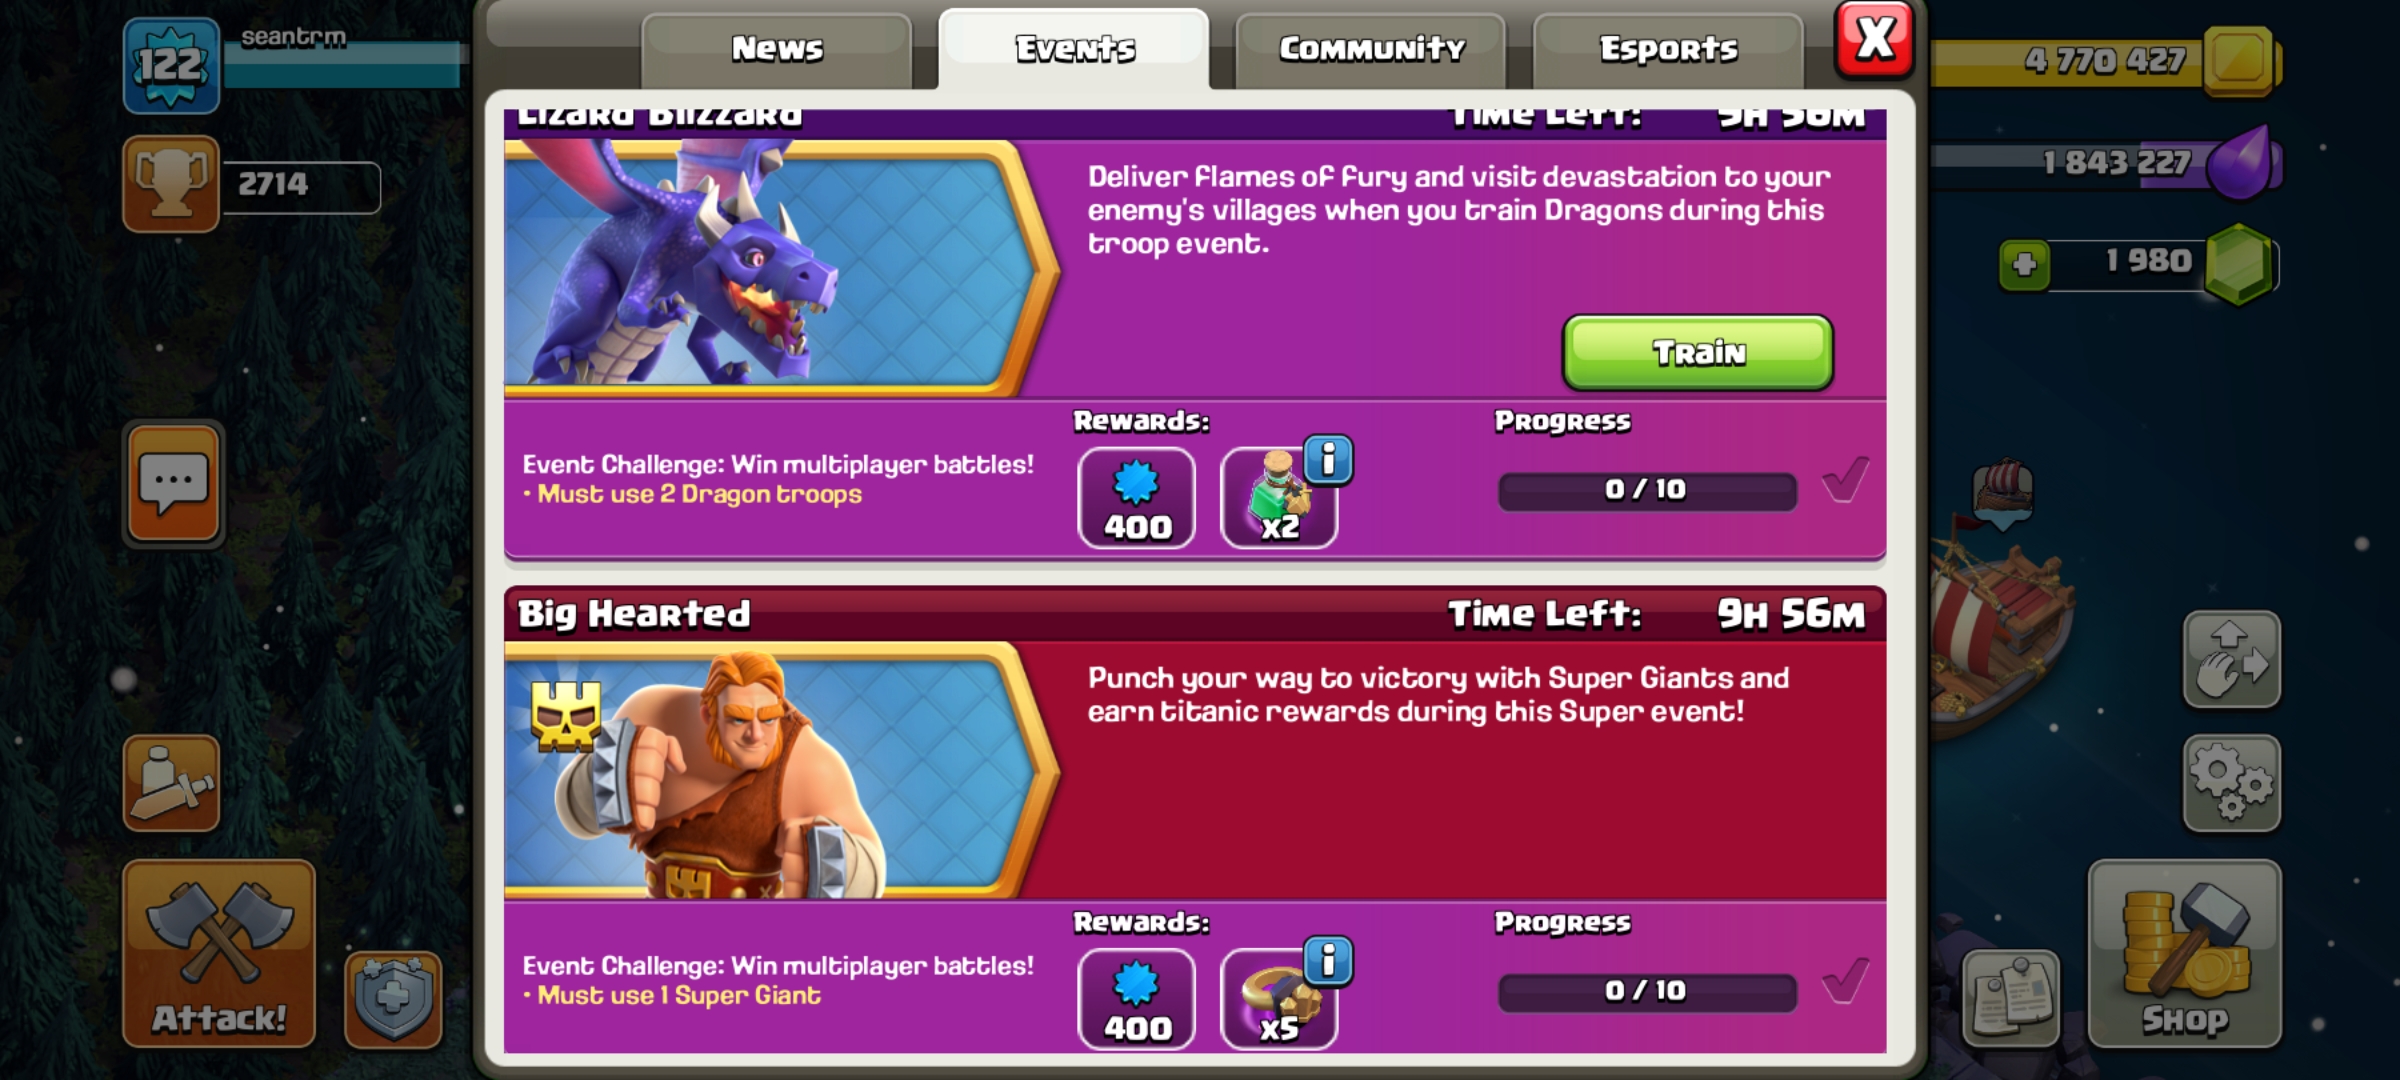 122
seantrm
2714
News
Events
Community
Esports
X
4 770 427
1 843 227
1 980
Lizard Blizzard
Time Left: 9H 56M
Deliver flames of fury and visit devastation to your
enemy's villages when you train Dragons during this
troop event.
Train
Rewards:
Progress
Event Challenge: Win multiplayer battles!
• Must use 2 Dragon troops
400
i
x2
0 / 10
Big Hearted
Time Left: 9H 56M
Punch your way to victory with Super Giants and
earn titanic rewards during this Super event!
Rewards:
Progress
Event Challenge: Win multiplayer battles!
• Must use 1 Super Giant
400
i
x5
0 / 10
Attack!
Shop